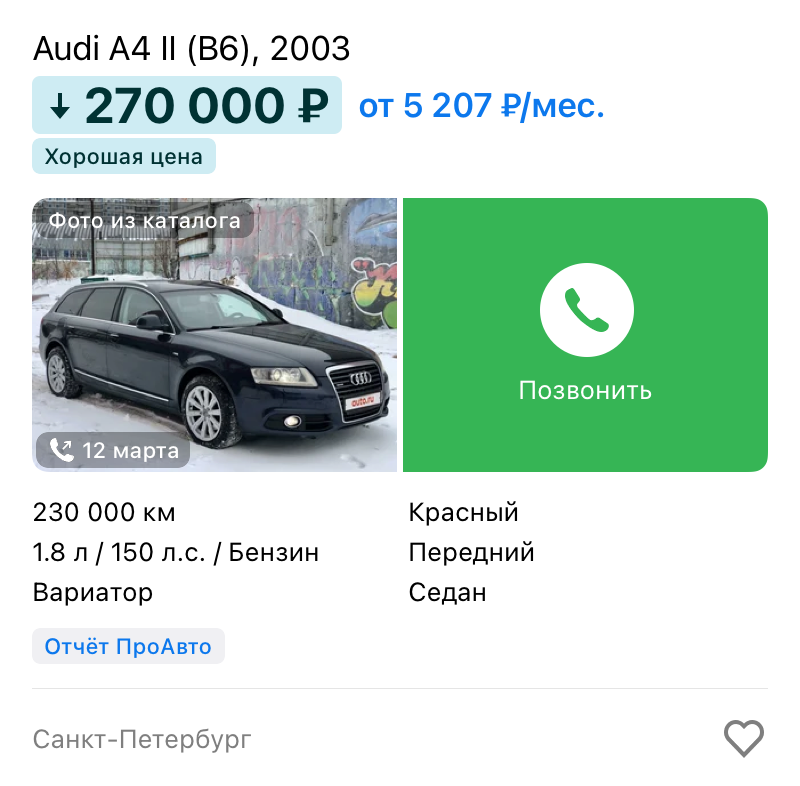 Audi A4 II (B6), 2003
↓ 270 000 ₽ от 5 207 ₽/мес.
Хорошая цена
Фото из каталога
auto.ru
12 марта
Позвонить
230 000 км
Красный
1.8 л / 150 л.с. / Бензин
Передний
Вариатор
Седан
Отчёт ПроАвто
Санкт-Петербург